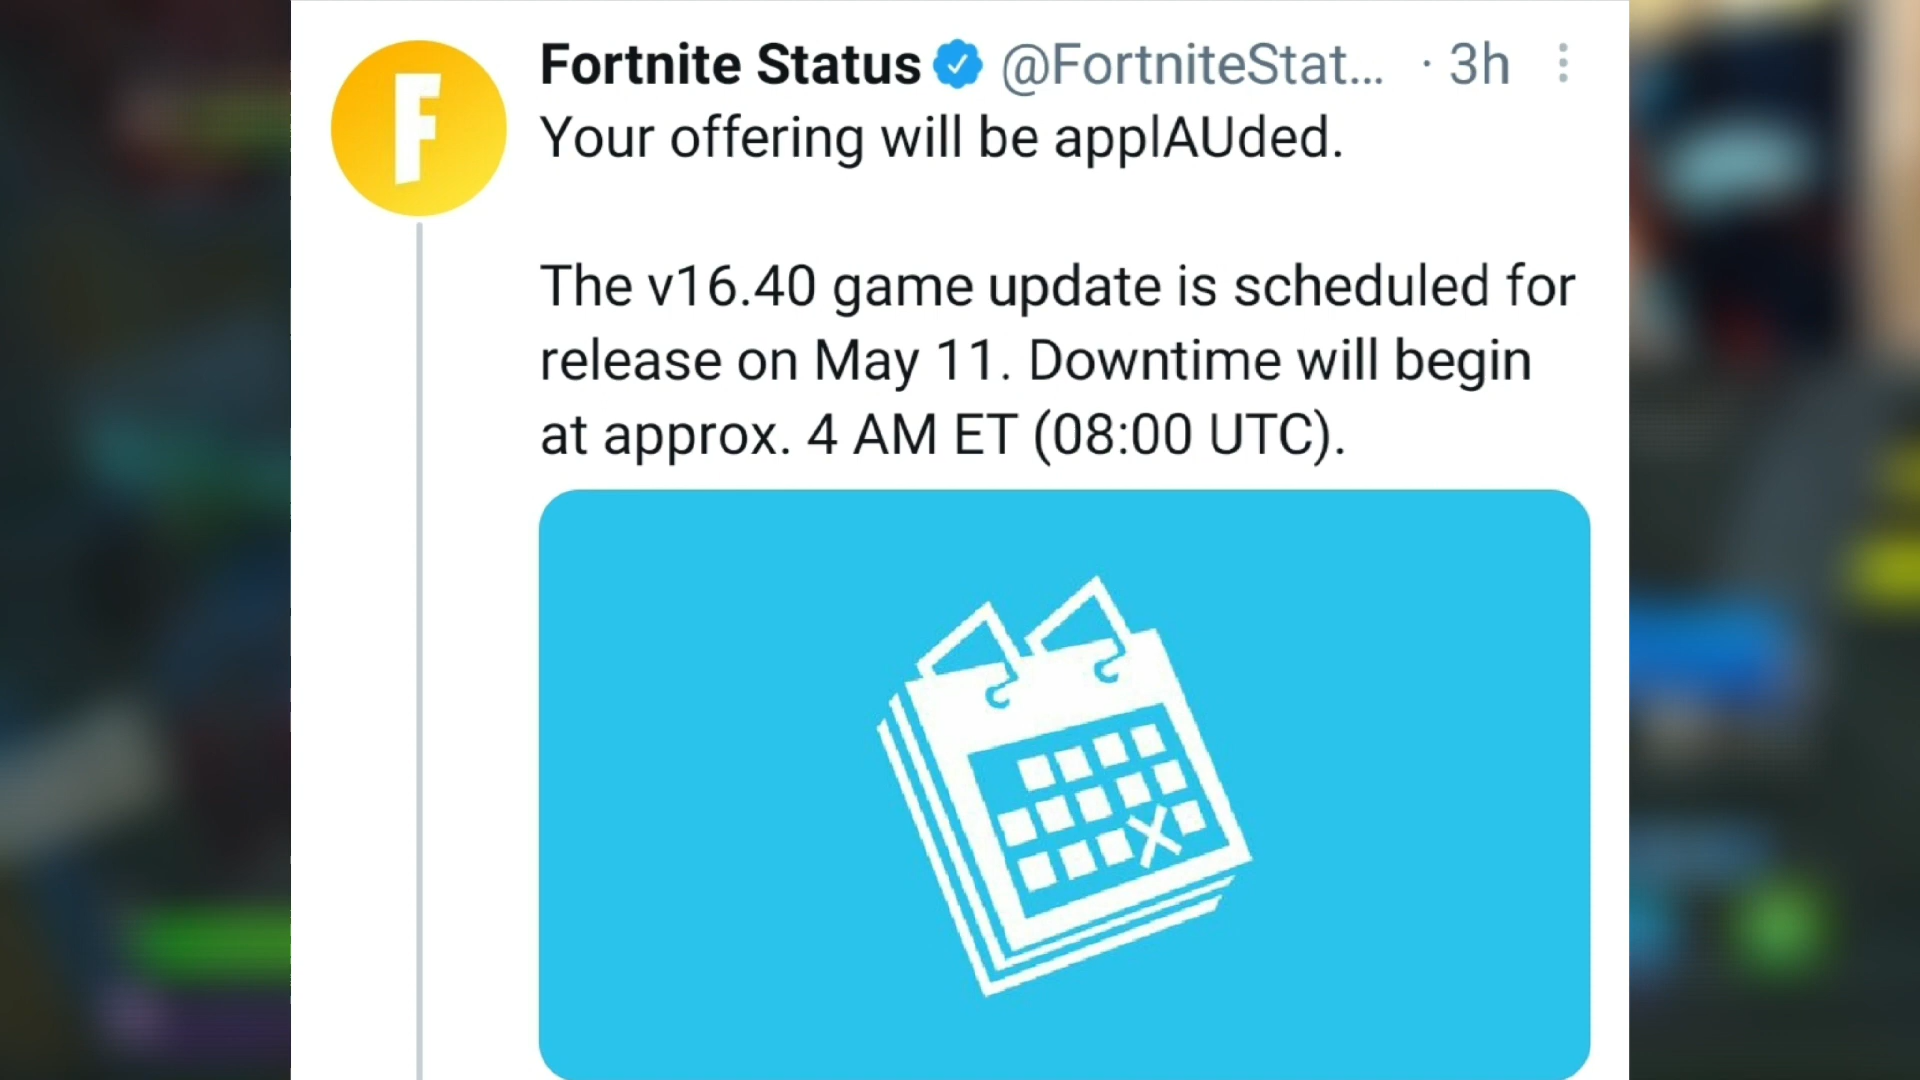 Fortnite Status @FortniteStat... · 3h
Your offering will be applAUded.
The v16.40 game update is scheduled for
release on May 11. Downtime will begin
at approx. 4 AM ET (08:00 UTC).